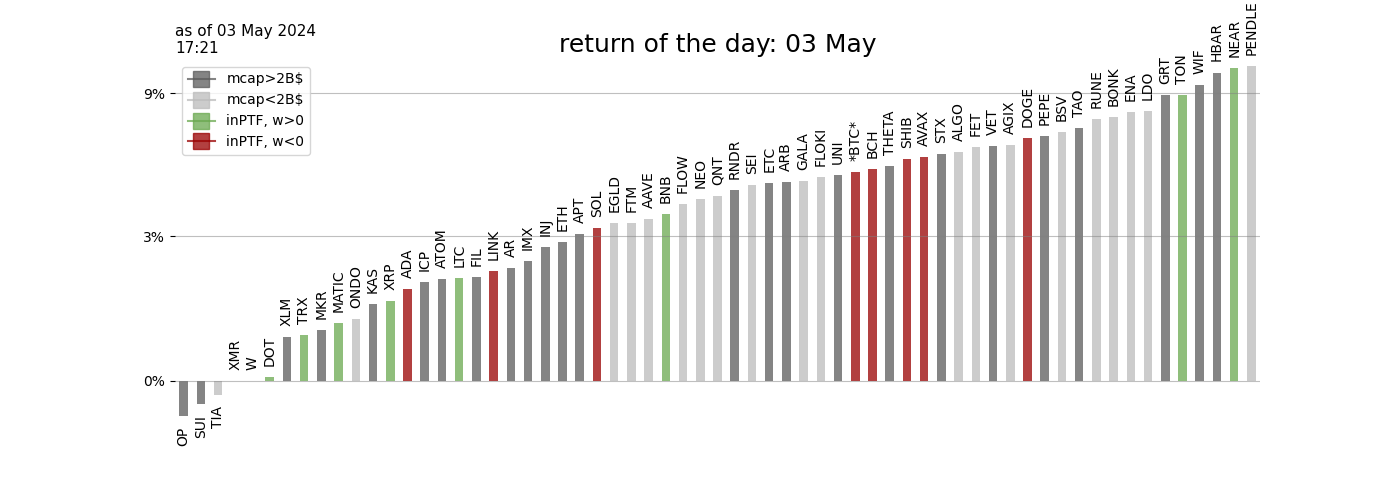 as of 03 May 2024
17:21
return of the day: 03 May
mcap>2B$
mcap<2B$
inPTF, w>0
inPTF, w<0
9%
3%
0%
OP
SUI
TIA
XMR
W
DOT
XLM
TRX
MKR
MATIC
ONDO
KAS
XRP
ADA
ICP
ATOM
LTC
FIL
LINK
AR
IMX
INJ
ETH
APT
SOL
EGLD
FTM
AAVE
BNB
FLOW
NEO
QNT
RNDR
SEI
ETC
ARB
GALA
FLOKI
UNI
*BTC*
BCH
THETA
SHIB
AVAX
STX
ALGO
FET
VET
AGIX
DOGE
PEPE
BSV
TAO
RUNE
BONK
ENA
LDO
GRT
TON
WIF
HBAR
NEAR
PENDLE